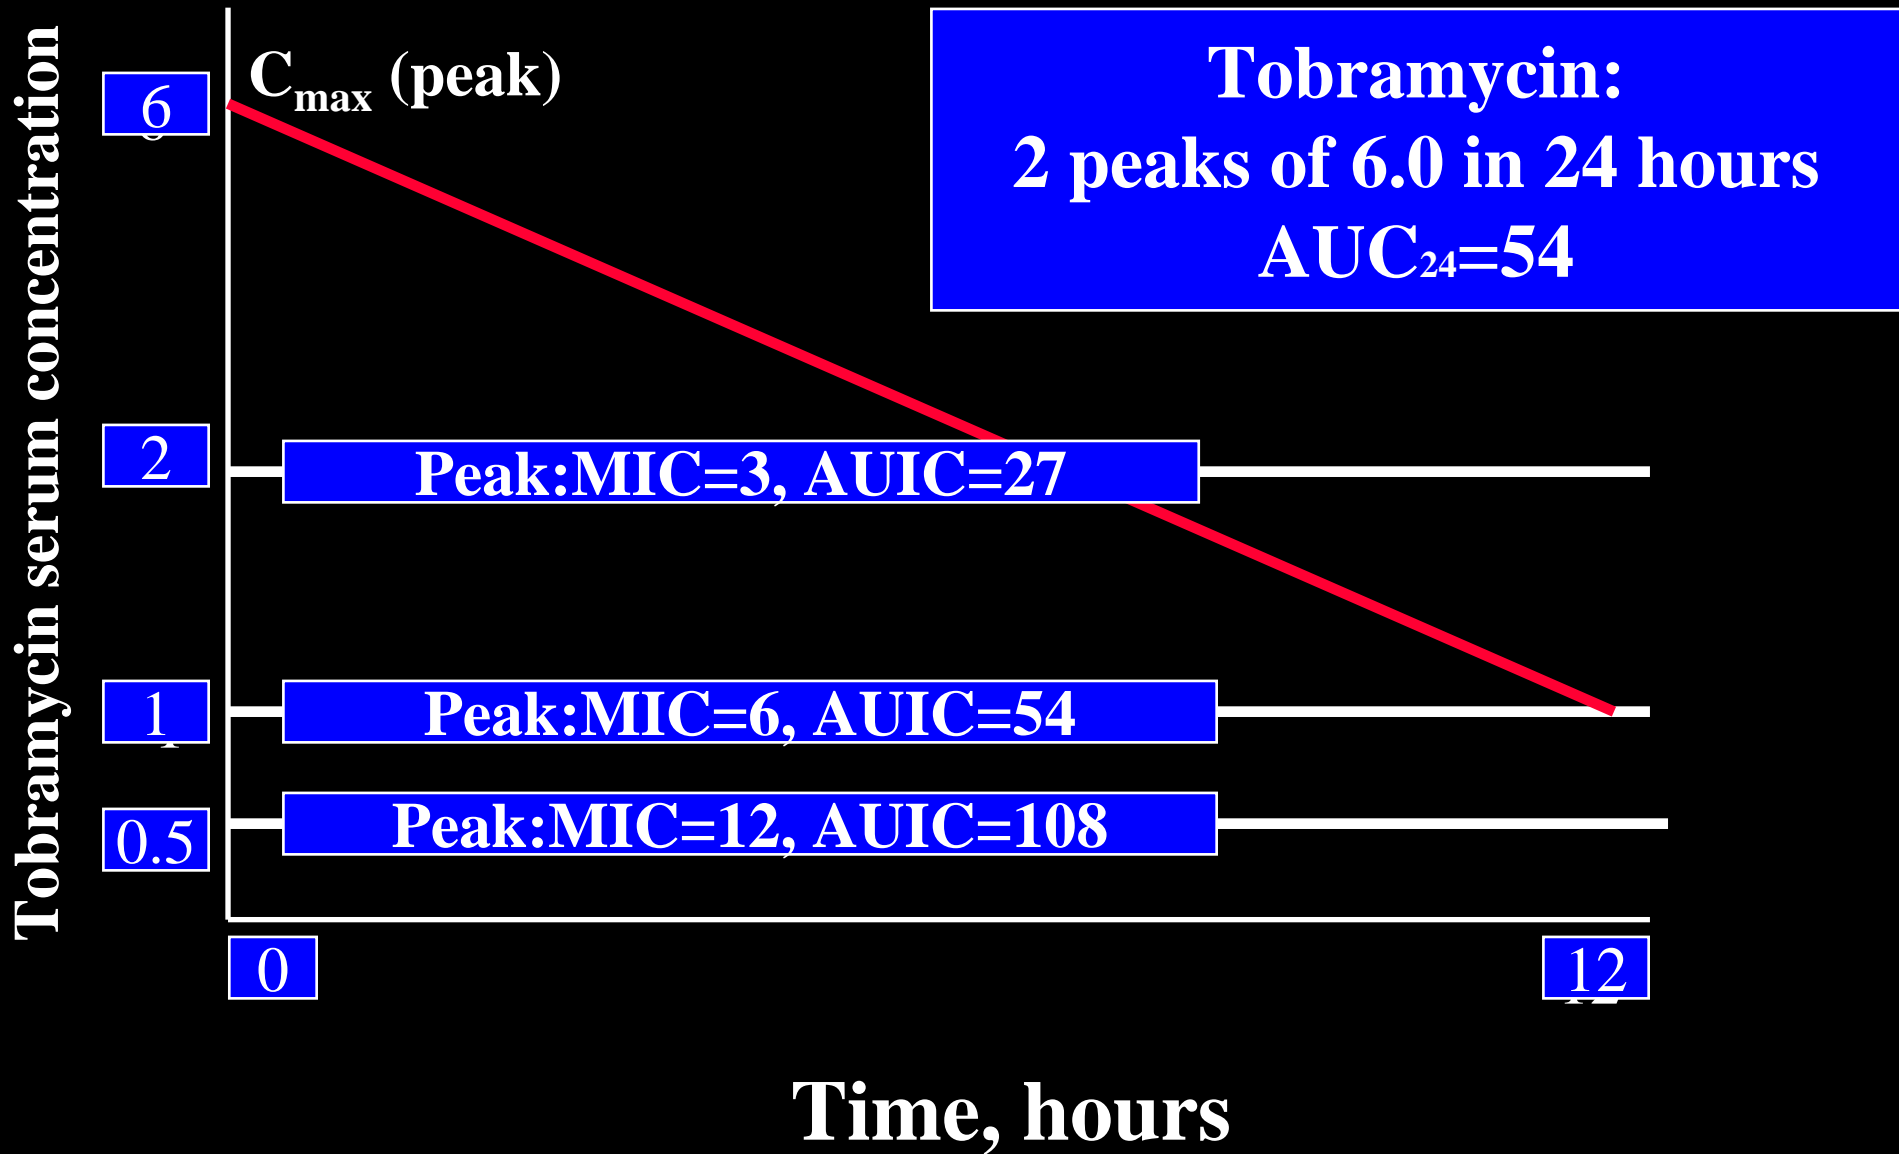 Tobramycin serum concentration
6
C_max (peak)
Tobramycin:
2 peaks of 6.0 in 24 hours
AUC₂₄=54
2
Peak:MIC=3, AUIC=27
1
Peak:MIC=6, AUIC=54
0.5
Peak:MIC=12, AUIC=108
0
12
Time, hours